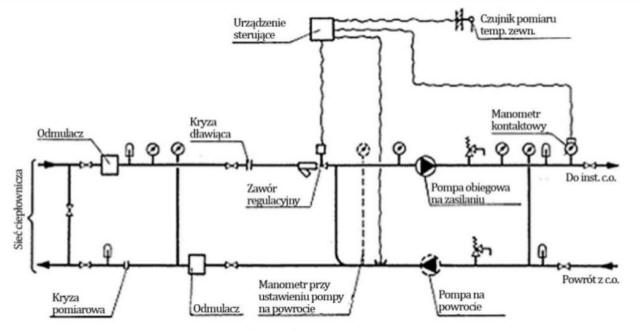 Urządzenie
sterujące
Czujnik pomiaru
temp. zewn.
Kryza
dławiąca
Manometr
kontaktowy
Odmulacz
Do inst. c.o.
Zawór
regulacyjny
Pompa obiegowa
na zasilaniu
Sieć ciepłownicza
Powrót z c.o.
Kryza
pomiarowa
Odmulacz
Manometr przy
ustawieniu pompy
na powrocie
Pompa na
powrocie